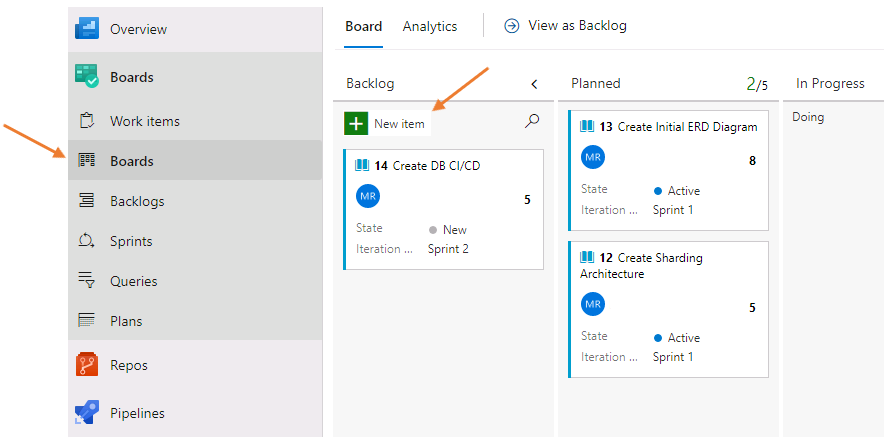 Overview
Boards
Work items
Boards
Backlogs
Sprints
Queries
Plans
Repos
Pipelines
Board Analytics View as Backlog
Backlog
New item
14 Create DB CI/CD
MR 5
State New
Iteration ... Sprint 2
Planned 2/5
13 Create Initial ERD Diagram
MR 8
State Active
Iteration ... Sprint 1
12 Create Sharding
Architecture
MR 5
State Active
Iteration ... Sprint 1
In Progress
Doing